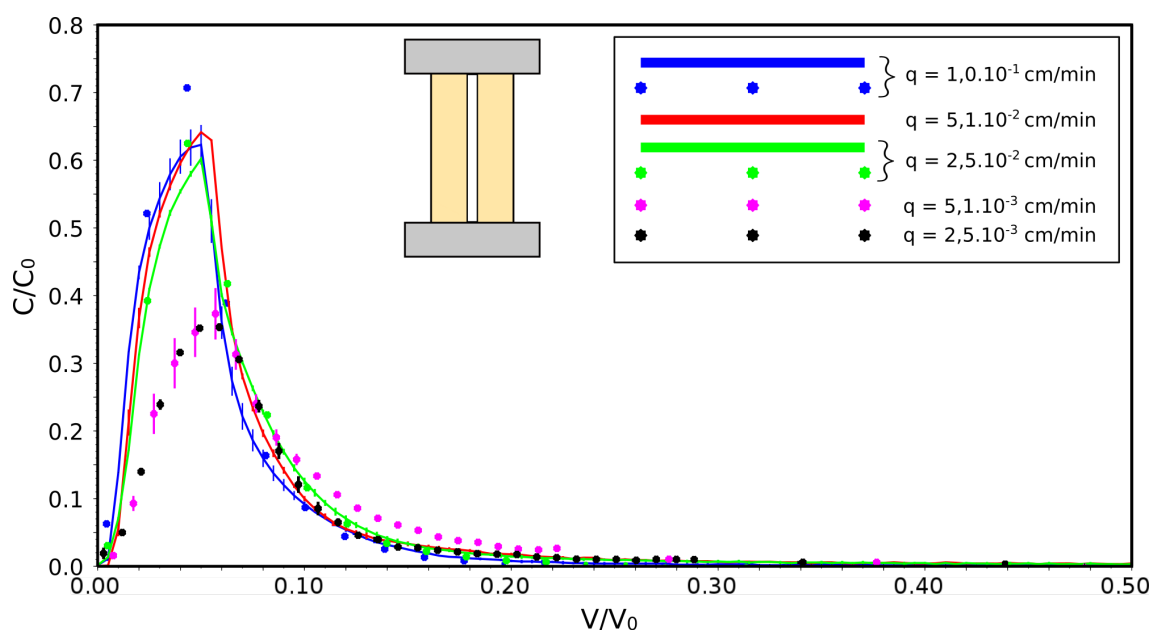 0.8
0.7
0.6
0.5
0.4
0.3
0.2
0.1
0.0
C/C₀
0.0 0.10 0.20 0.30 0.40 0.50
V/V₀
q = 1,0.10⁻¹ cm/min
q = 5,1.10⁻² cm/min
q = 2,5.10⁻² cm/min
q = 5,1.10⁻³ cm/min
q = 2,5.10⁻³ cm/min